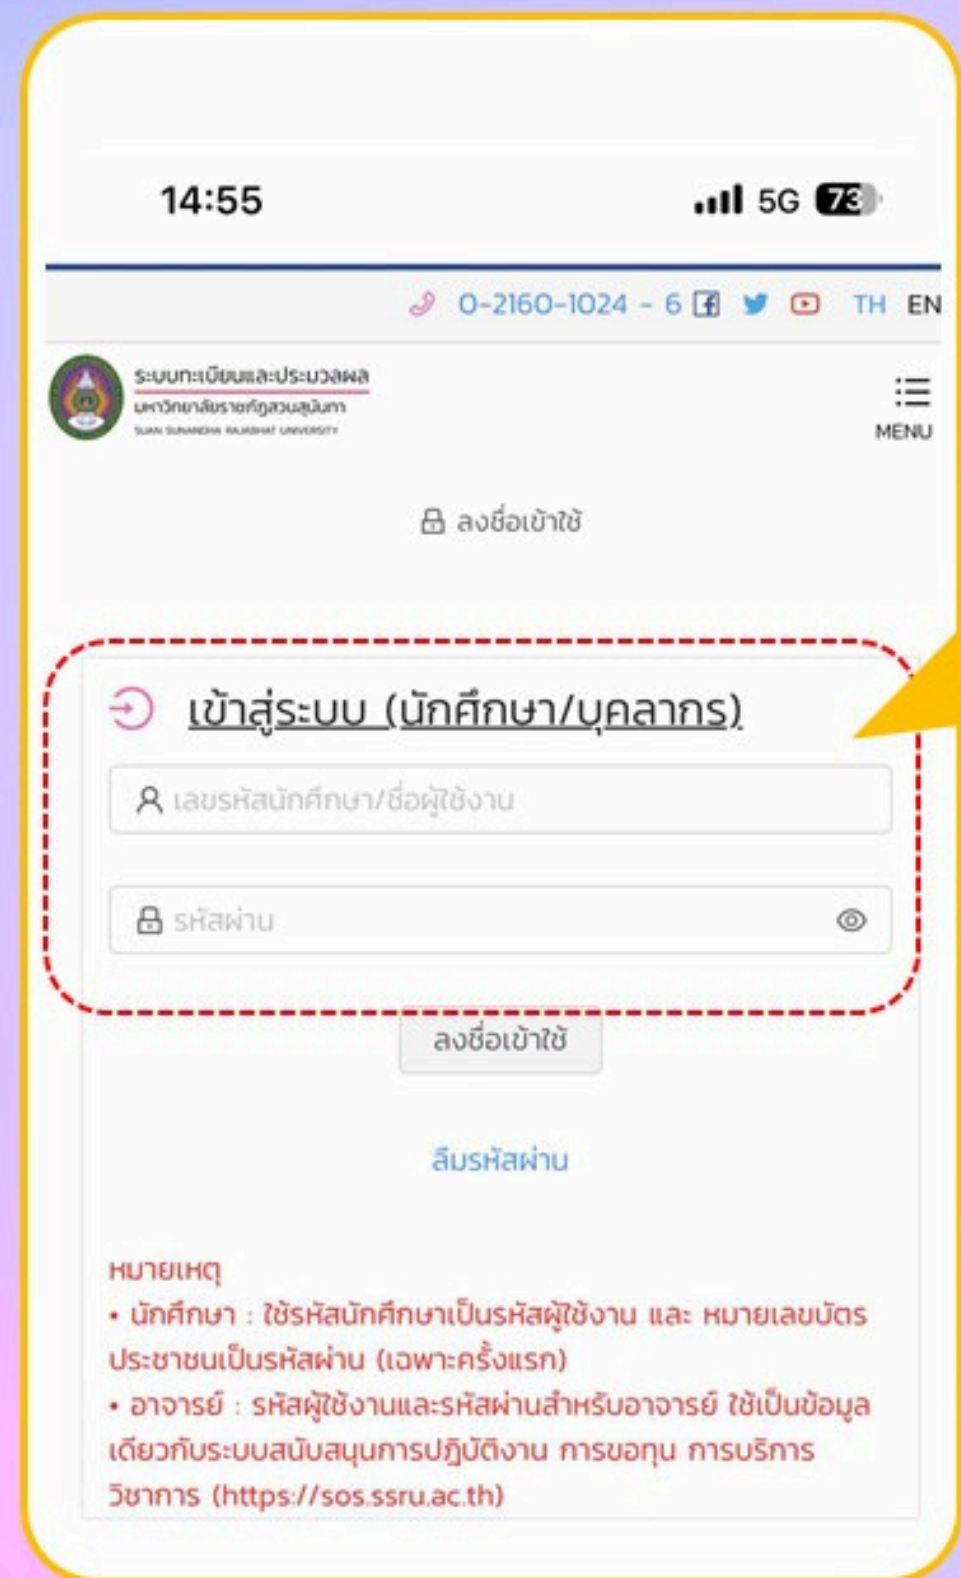 14:55 5G 73
0-2160-1024 - 6 TH EN
ระบบทะเบียนและประมวลผล
มหาวิทยาลัยราชภัฏสวนสุนันทา
SUAN SUNANDHA RAJABHAT UNIVERSITY
MENU
ลงชื่อเข้าใช้
เข้าสู่ระบบ (นักศึกษา/บุคลากร)
เลขรหัสนักศึกษา/ชื่อผู้ใช้งาน
รหัสผ่าน
ลงชื่อเข้าใช้
ลืมรหัสผ่าน
หมายเหตุ
• นักศึกษา : ใช้รหัสนักศึกษาเป็นรหัสผู้ใช้งาน และ หมายเลขบัตร
ประชาชนเป็นรหัสผ่าน (เฉพาะครั้งแรก)
• อาจารย์ : รหัสผู้ใช้งานและรหัสผ่านสำหรับอาจารย์ ใช้เป็นข้อมูล
เดียวกับระบบสนับสนุนการปฎิบัติงาน การขอทุน การบริการ
วิชาการ (https://sos.ssru.ac.th)